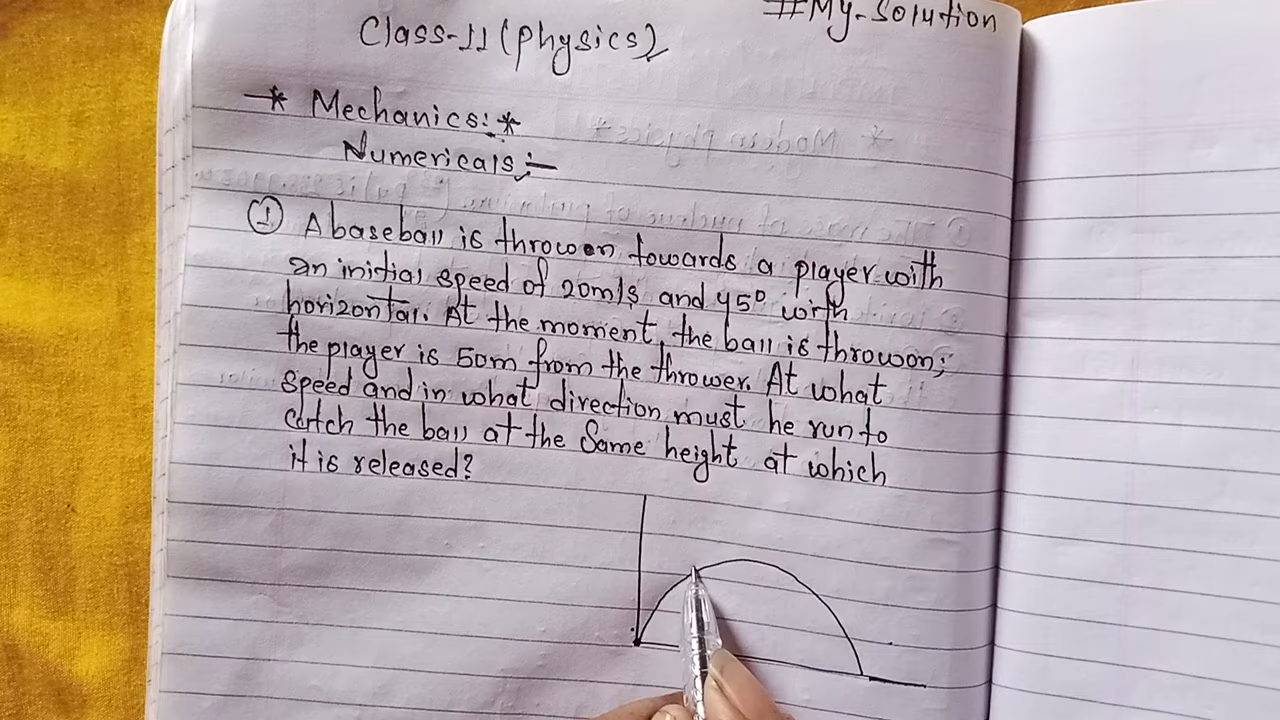 #My-Solution
Class-11(Physics)
* Mechanics:*
Numericals:-
① A baseball is throwon towards a player with
an initial speed of 20m/s and 45° with
horizontal. At the moment, the ball is throwon;
the player is 50m from the thrower. At what
speed and in what direction must he run to
catch the ball at the same height at which
it is released?